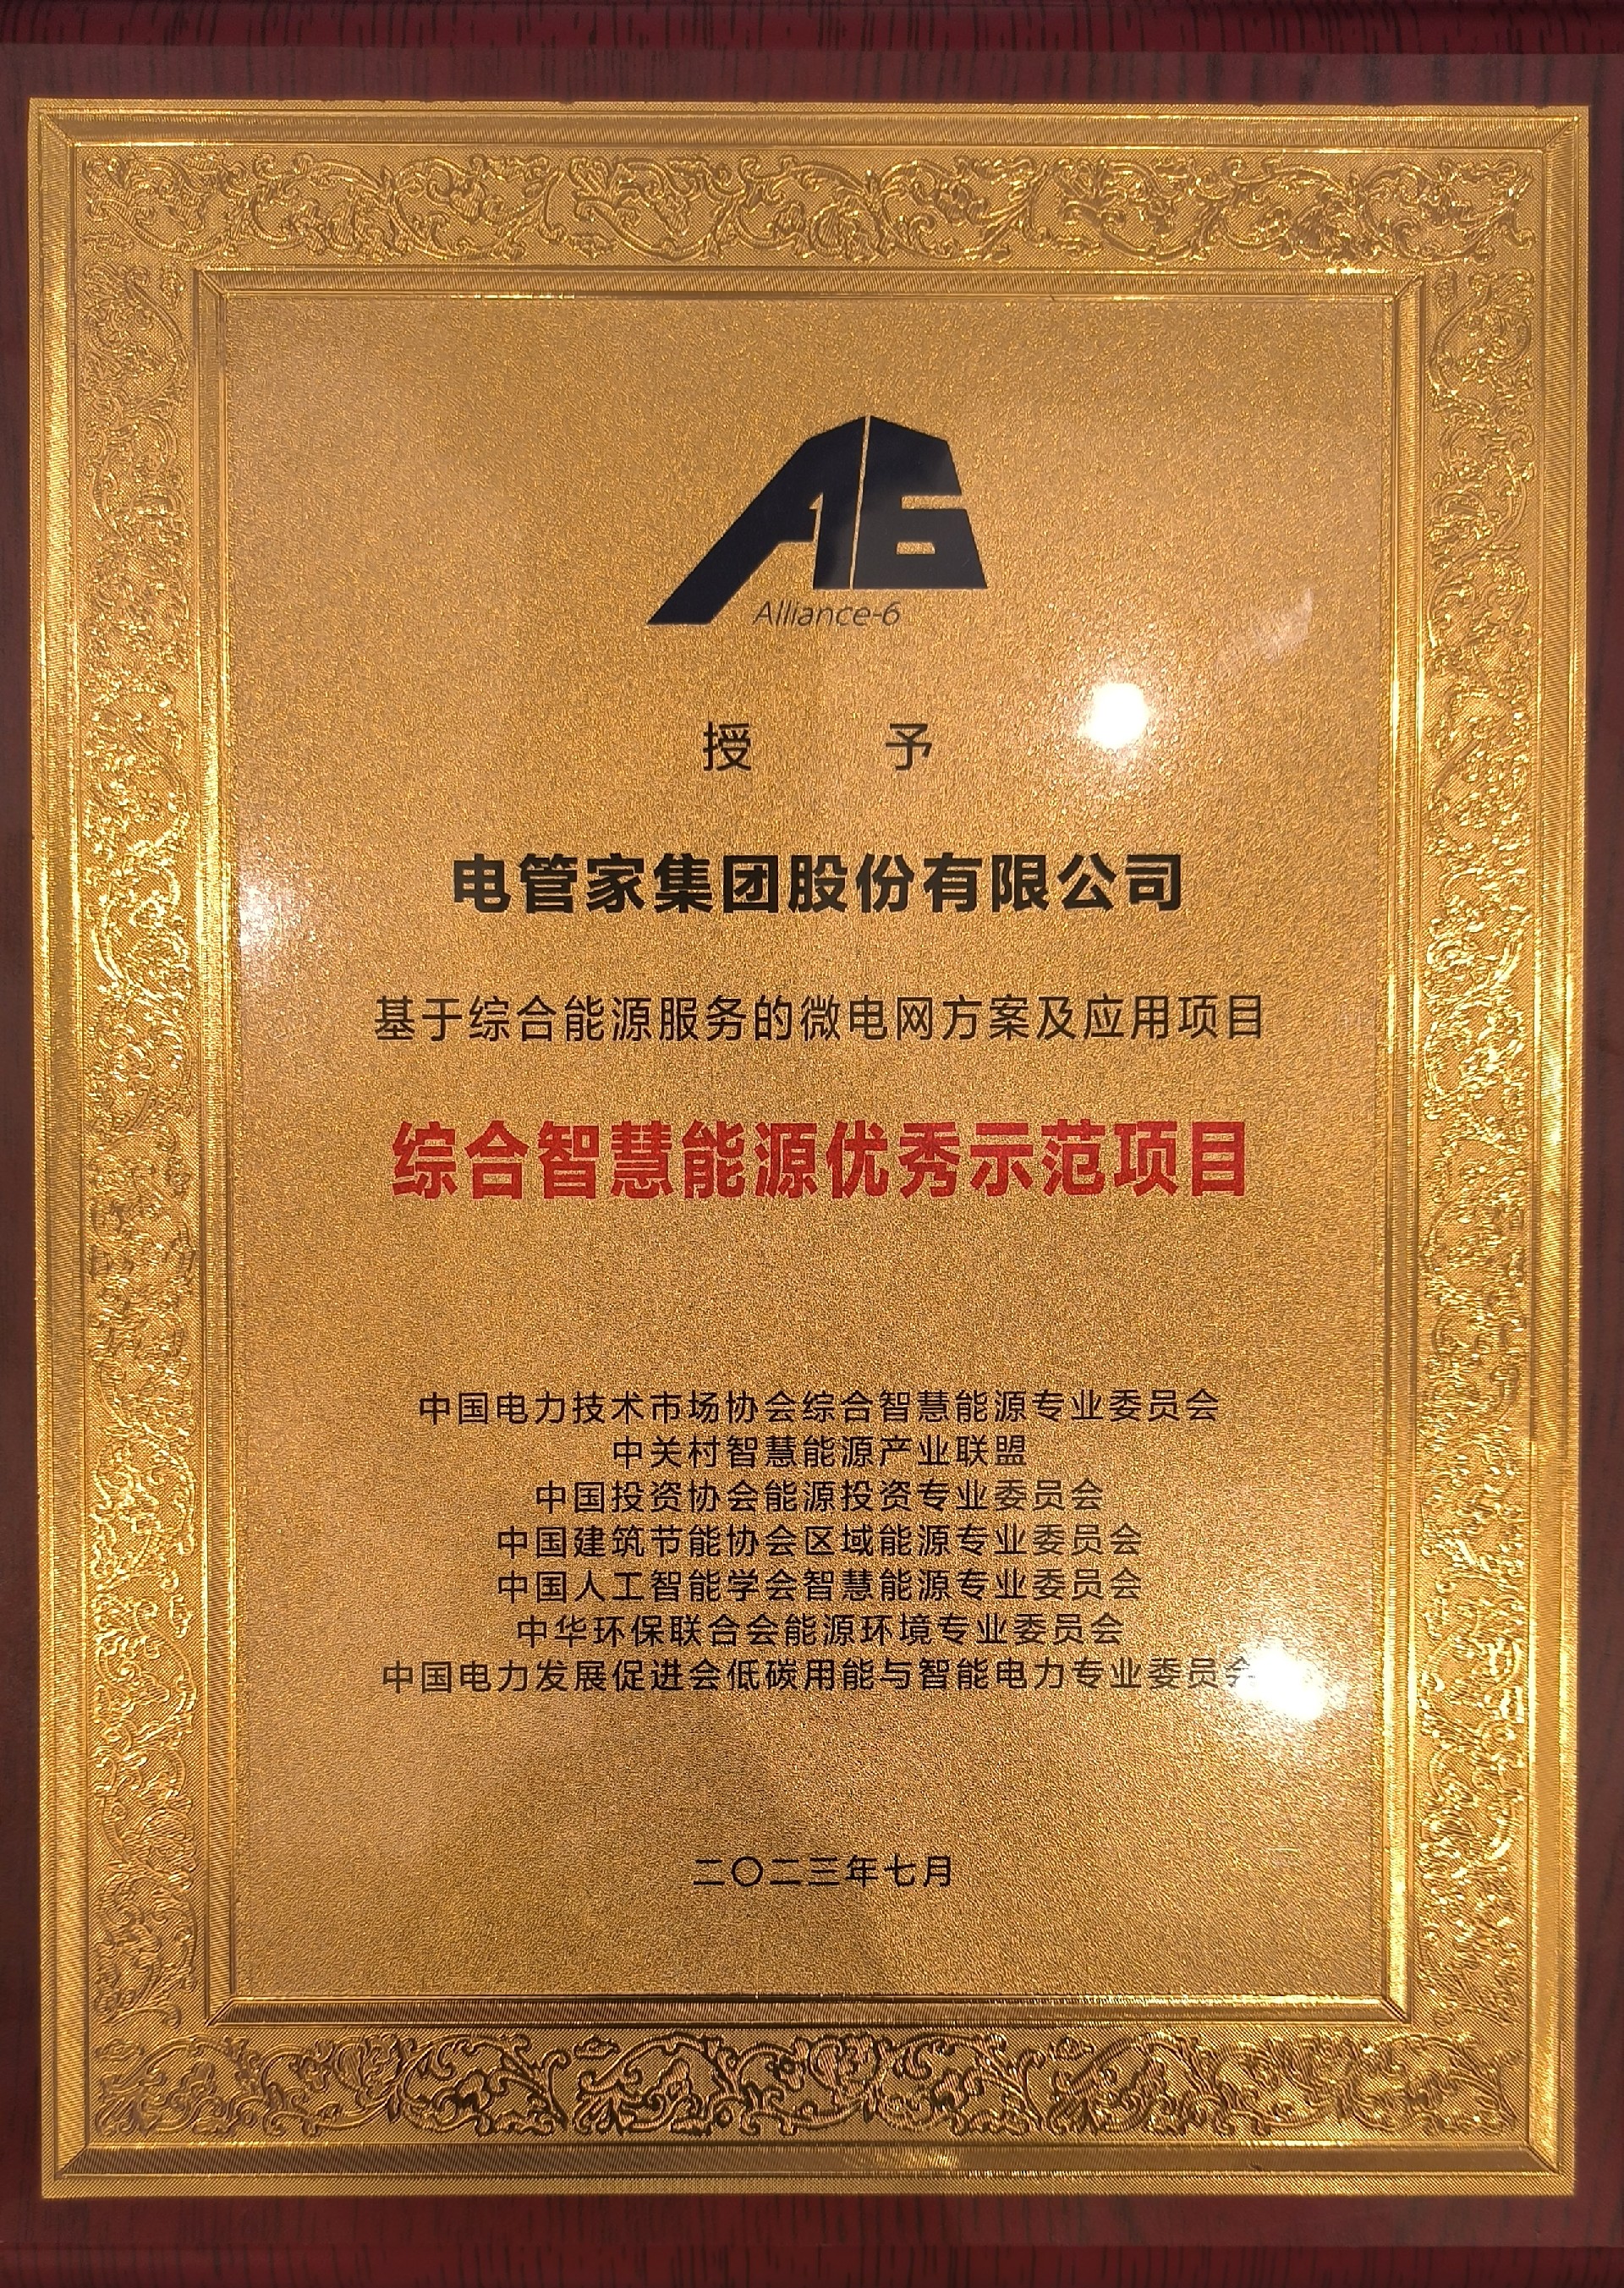 A6
Alliance-6
授 予
电管家集团股份有限公司
基于综合能源服务的微电网方案及应用项目
综合智慧能源优秀示范项目
中国电力技术市场协会综合智慧能源专业委员会
中关村智慧能源产业联盟
中国投资协会能源投资专业委员会
中国建筑节能协会区域能源专业委员会
中国人工智能学会智慧能源专业委员会
中华环保联合会能源环境专业委员会
中国电力发展促进会低碳用能与智能电力专业委员会
二〇二三年七月